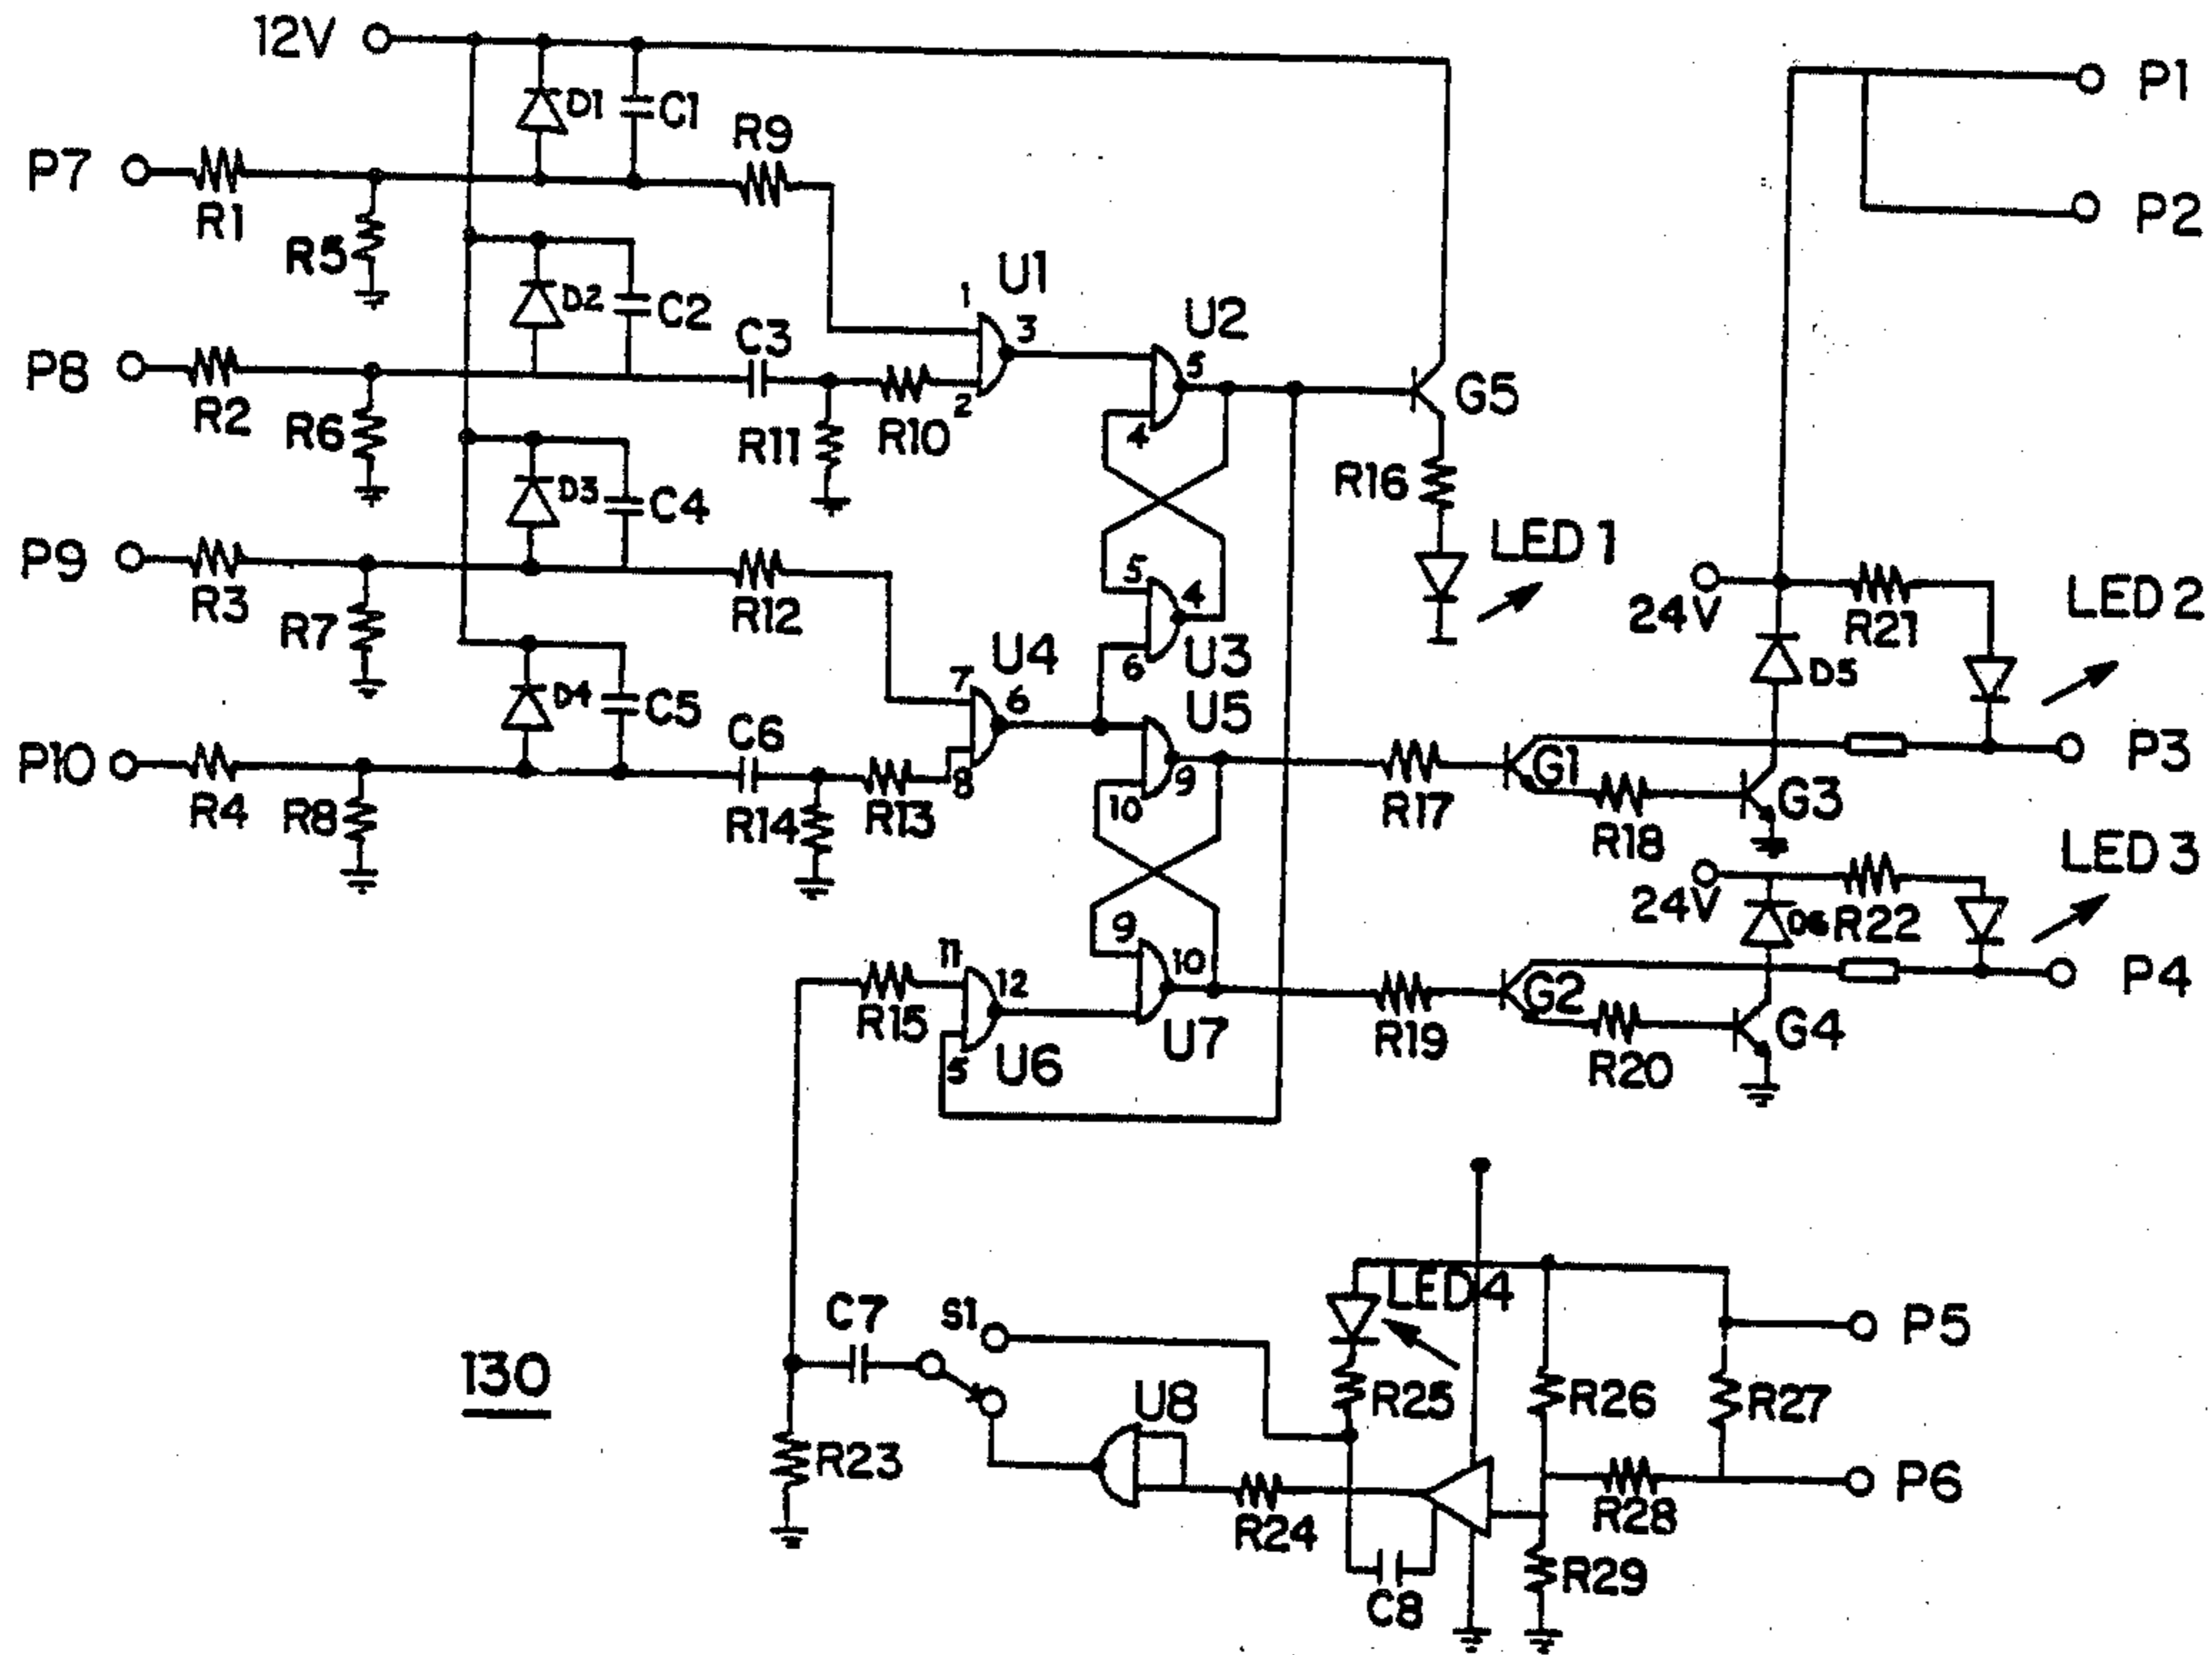 12V
P1
D1
C1
R9
P7
R1
R5
P2
D2
C2
U1
1
3
U2
5
C3
P8
R2
R6
R11
R10
2
4
G5
D3
C4
R16
LED 1
P9
R3
R7
R12
5
4
6
U3
24V
R21
LED 2
D5
D4
C5
U4
7
6
U5
C6
P10
R4
R8
R14
R13
8
10
9
R17
G1
R18
G3
P3
LED 3
24V
D6
R22
11
12
9
10
R15
5
U6
U7
R19
G2
R20
G4
P4
LED4
P5
C7
S1
130
U8
R25
R26
R27
R23
R24
R28
P6
C8
R29